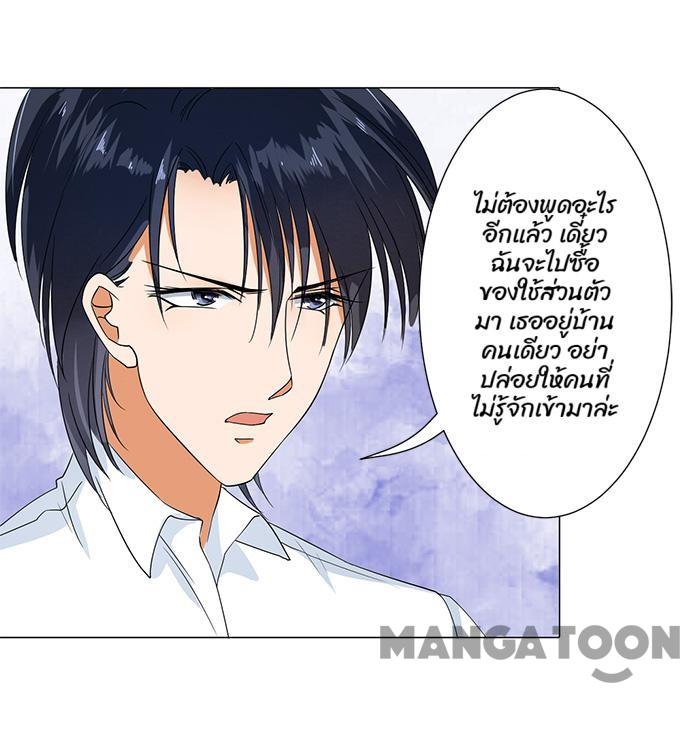 ไม่ต้องพูดอะไร
อีกแล้ว เดี๋ยว
ฉันจะไปซื้อ
ของใช้ส่วนตัว
มา เธออยู่บ้าน
คนเดียว อย่า
ปล่อยให้คนที่
ไม่รู้จักเข้ามาล่ะ
MANGATOON